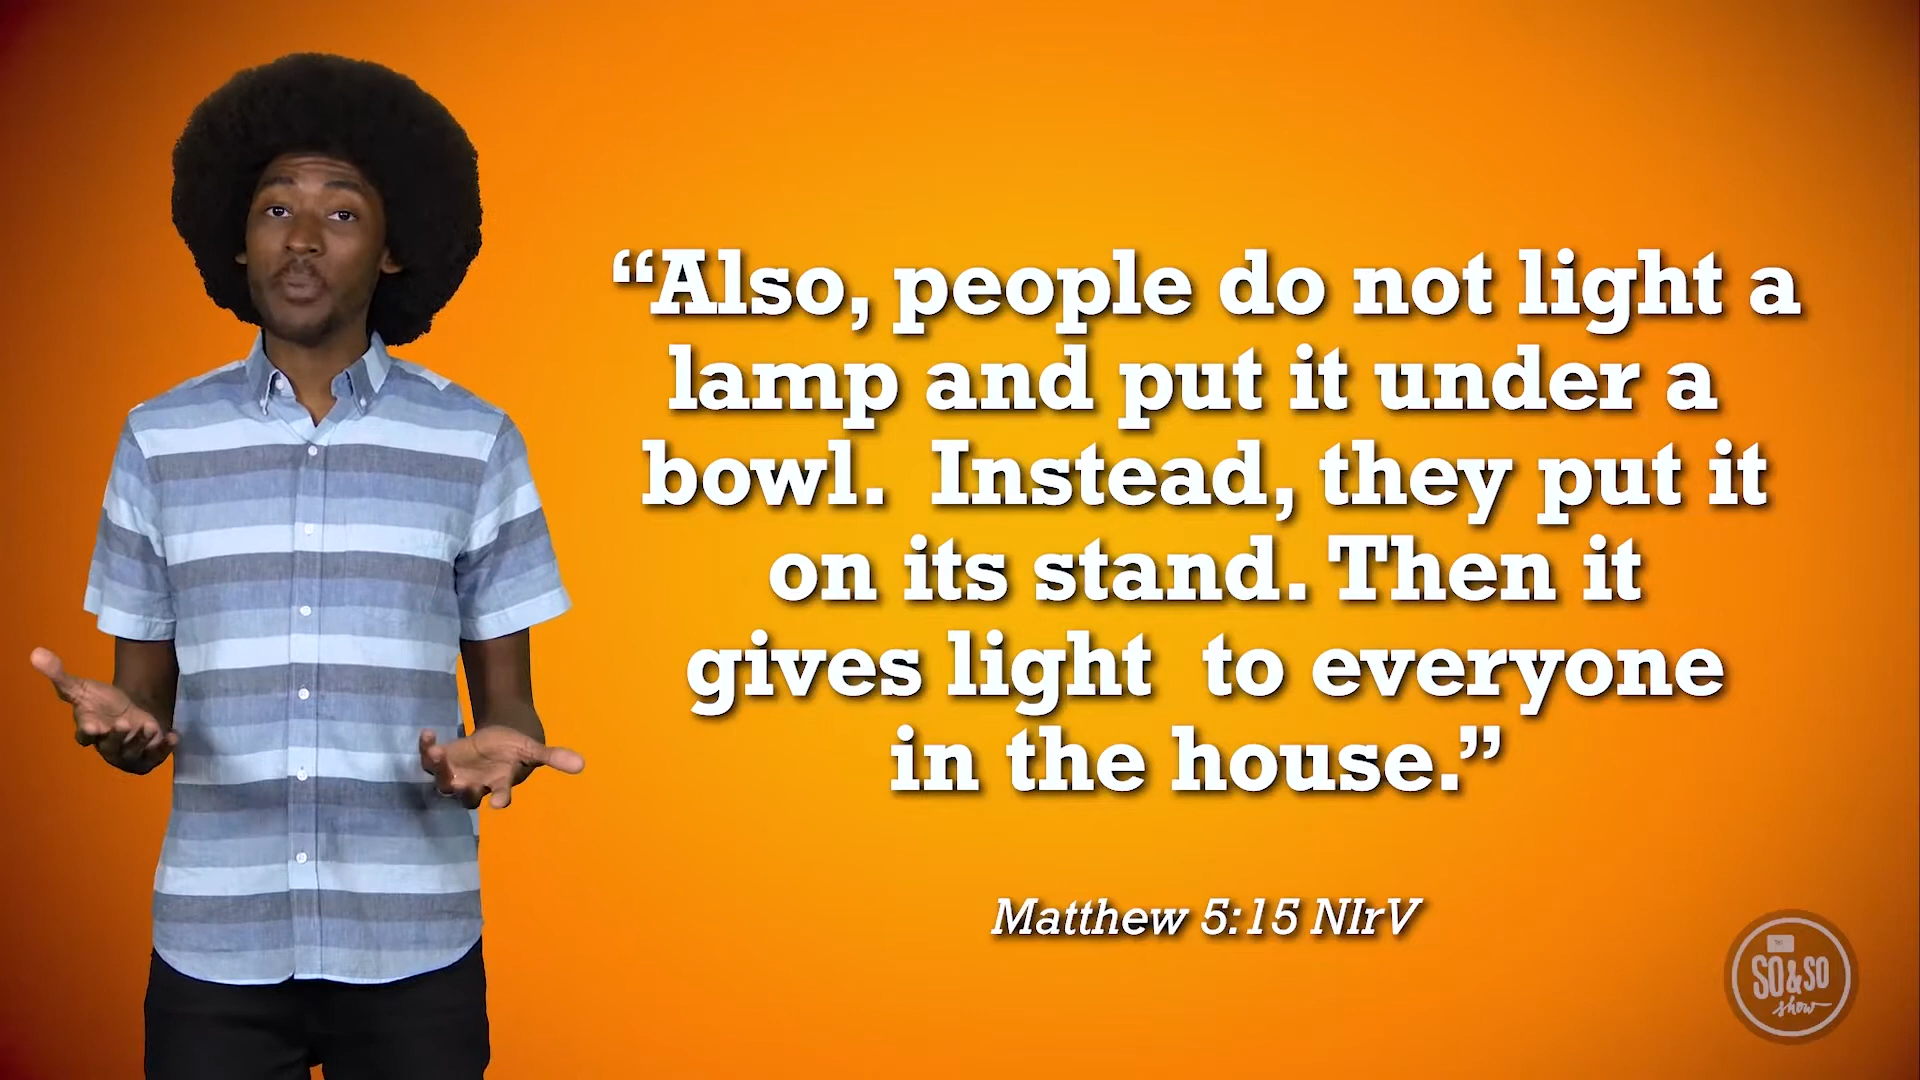 “Also, people do not light a
lamp and put it under a
bowl.  Instead, they put it
on its stand. Then it
gives light  to everyone
in the house.”
Matthew 5:15 NIrV
SO & SO
show